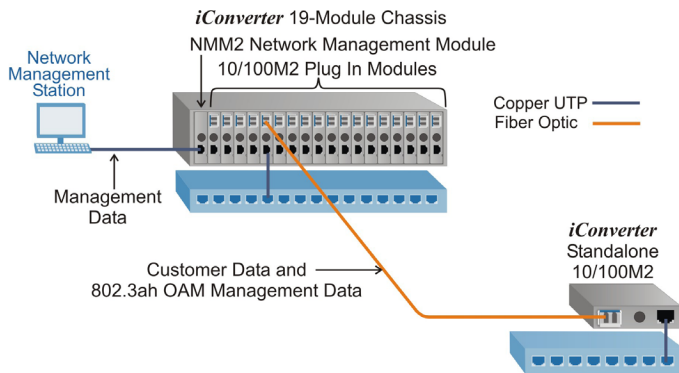 iConverter 19-Module Chassis
NMM2 Network Management Module
10/100M2 Plug In Modules
Network
Management
Station
Copper UTP
Fiber Optic
Management
Data
iConverter
Standalone
10/100M2
Customer Data and
802.3ah OAM Management Data